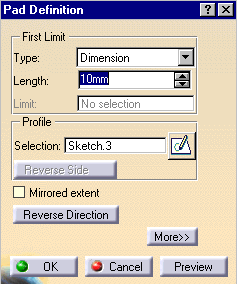 Pad Definition
First Limit
Type: Dimension
Length: 10mm
Limit: No selection
Profile
Selection: Sketch.3
Reverse Side
Mirrored extent
Reverse Direction
More>>
OK Cancel Preview